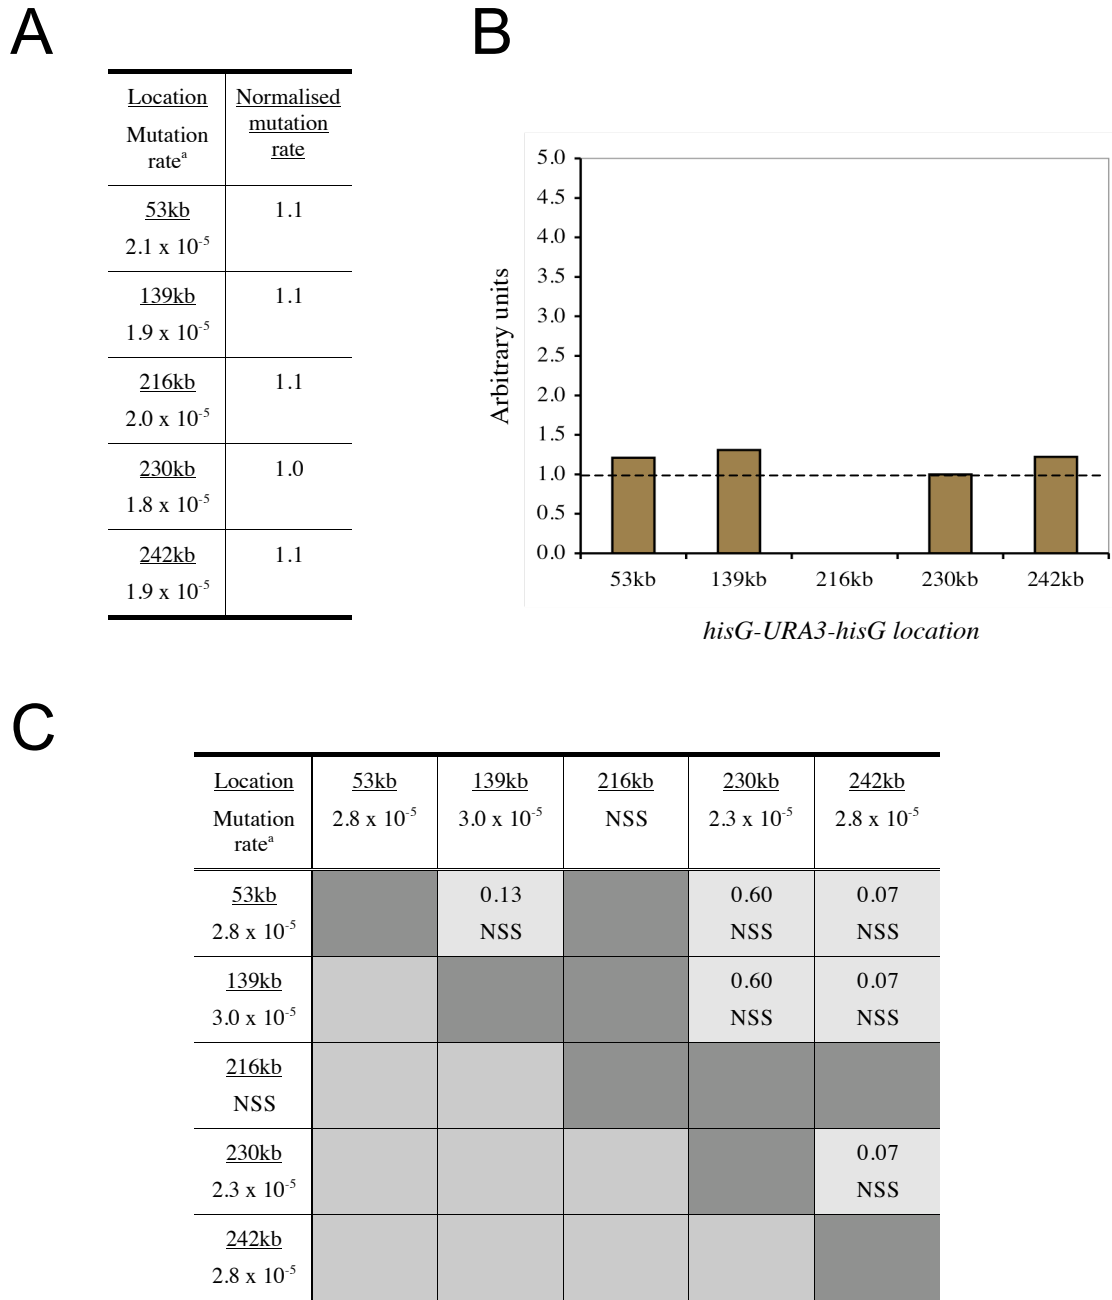 A
Location
Mutation
rateᵃ
Normalised
mutation
rate
53kb
2.1 x 10⁻⁵
1.1
139kb
1.9 x 10⁻⁵
1.1
216kb
2.0 x 10⁻⁵
1.1
230kb
1.8 x 10⁻⁵
1.0
242kb
1.9 x 10⁻⁵
1.1
B
Arbitrary units
5.0
4.5
4.0
3.5
3.0
2.5
2.0
1.5
1.0
0.5
0.0
53kb 139kb 216kb 230kb 242kb
hisG-URA3-hisG location
C
Location 53kb 139kb 216kb 230kb 242kb
Mutation
rateᵃ
2.8 x 10⁻⁵ 3.0 x 10⁻⁵ NSS 2.3 x 10⁻⁵ 2.8 x 10⁻⁵
53kb 0.13 0.60 0.07
2.8 x 10⁻⁵ NSS NSS NSS
139kb 0.60 0.07
3.0 x 10⁻⁵ NSS NSS
216kb
NSS
230kb 0.07
2.3 x 10⁻⁵ NSS
242kb
2.8 x 10⁻⁵